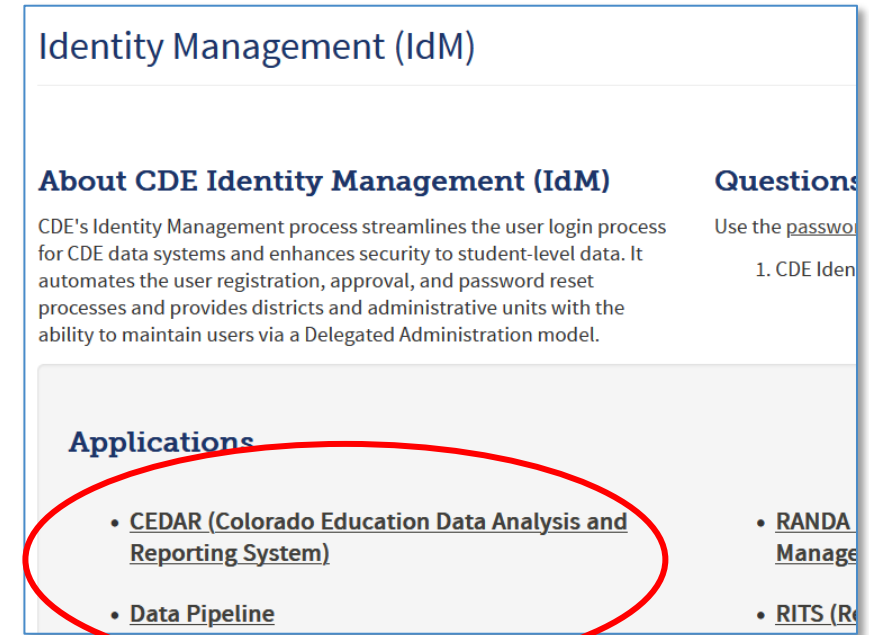 Identity Management (IdM)
About CDE Identity Management (IdM)
CDE's Identity Management process streamlines the user login process
for CDE data systems and enhances security to student-level data. It
automates the user registration, approval, and password reset
processes and provides districts and administrative units with the
ability to maintain users via a Delegated Administration model.
Questions
Use the
1. CDE
Applications
• CEDAR (Colorado Education Data Analysis and
Reporting System)
• Data Pipeline
• RANDA
• RITS